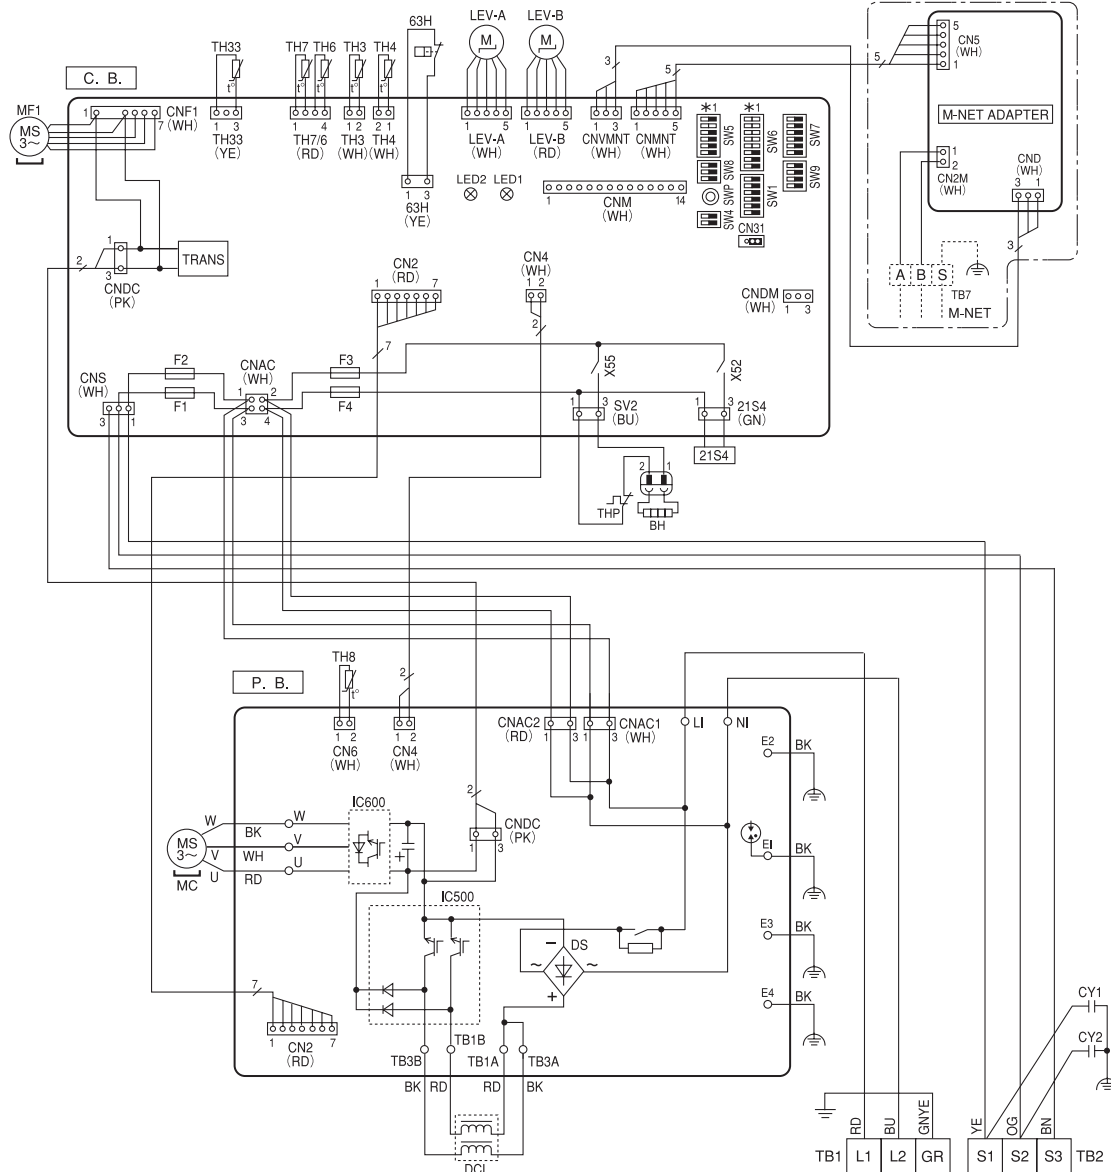 63H LEV-A LEV-B
M M
TH33 TH7 TH6 TH3 TH4
t° t° t° t° t°
3 5 5
5 CN5 (WH) 1
C. B.
MF1 MS 3~
1 7 CNF1 (WH)
1 3 1 4 1 2 2 1 1 5 1 5 1 3 1 5
TH33 (YE) TH7/6 (RD) TH3 (WH) TH4 (WH) LEV-A (WH) LEV-B (RD) CNVMNT (WH) CNMNT (WH)
*1 *1
SW5 SW6 SW7
SW8 SW9
SWP SW1
SW4
CN31
M-NET ADAPTER
1 2 CN2M (WH)
CND (WH) 3 1
3
A B S
TB7
M-NET
1 3
63H (YE)
LED2 LED1
1 14
CNM (WH)
2
1 3 CNDC (PK)
TRANS
CN2 (RD)
1 7
7
CN4 (WH)
1 2
2
CNDM (WH)
1 3
F2 F1
CNAC (WH)
1 2 3 4
F3 F4
X55 X52
CNS (WH)
3 1
1 3 SV2 (BU)
1 3 21S4 (GN)
21S4
2 1
THP BH
P. B.
TH8
t°
2
1 2 CN6 (WH)
1 2 CN4 (WH)
CNAC2 (RD) 1 3
1 3 CNAC1 (WH)
LI NI
E2 BK
2
1 3 CNDC (PK)
IC600
MS 3~ MC
W BK W
V WH V
U RD U
+
E1 BK
IC500
− DS
~ ~
+
E3 BK
E4 BK
7
1 7
CN2 (RD)
TB3B TB1B TB1A TB3A
BK RD RD BK
DCL
CY1
CY2
RD BU GNYE YE OG BN
TB1 L1 L2 GR S1 S2 S3 TB2